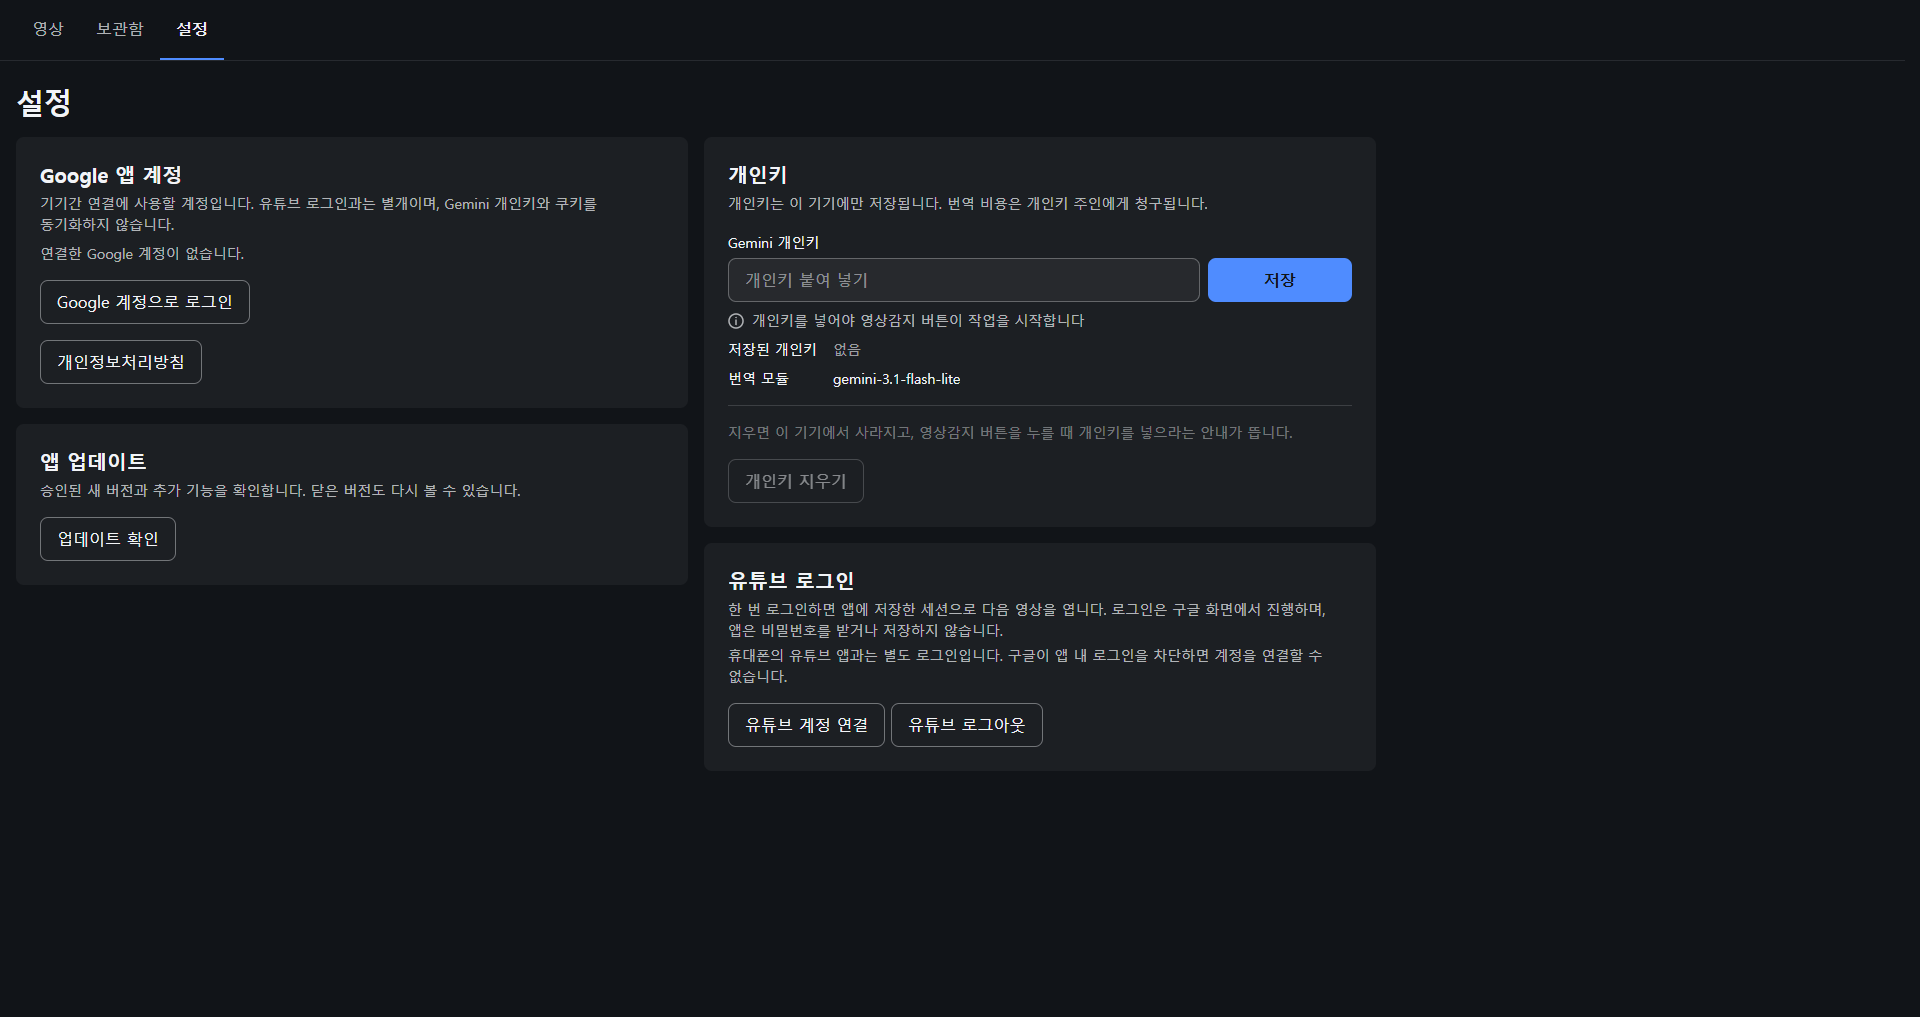 영상
보관함
설정
설정
Google 앱 계정
기기간 연결에 사용할 계정입니다. 유튜브 로그인과는 별개이며, Gemini 개인키와 쿠키를
동기화하지 않습니다.
연결한 Google 계정이 없습니다.
Google 계정으로 로그인
개인정보처리방침
앱 업데이트
승인된 새 버전과 추가 기능을 확인합니다. 닫은 버전도 다시 볼 수 있습니다.
업데이트 확인
개인키
개인키는 이 기기에만 저장됩니다. 번역 비용은 개인키 주인에게 청구됩니다.
Gemini 개인키
개인키 붙여 넣기
저장
개인키를 넣어야 영상감지 버튼이 작업을 시작합니다
저장된 개인키 없음
번역 모듈 gemini-3.1-flash-lite
지우면 이 기기에서 사라지고, 영상감지 버튼을 누를 때 개인키를 넣으라는 안내가 뜹니다.
개인키 지우기
유튜브 로그인
한 번 로그인하면 앱에 저장한 세션으로 다음 영상을 엽니다. 로그인은 구글 화면에서 진행하며,
앱은 비밀번호를 받거나 저장하지 않습니다.
휴대폰의 유튜브 앱과는 별도 로그인입니다. 구글이 앱 내 로그인을 차단하면 계정을 연결할 수
없습니다.
유튜브 계정 연결
유튜브 로그아웃